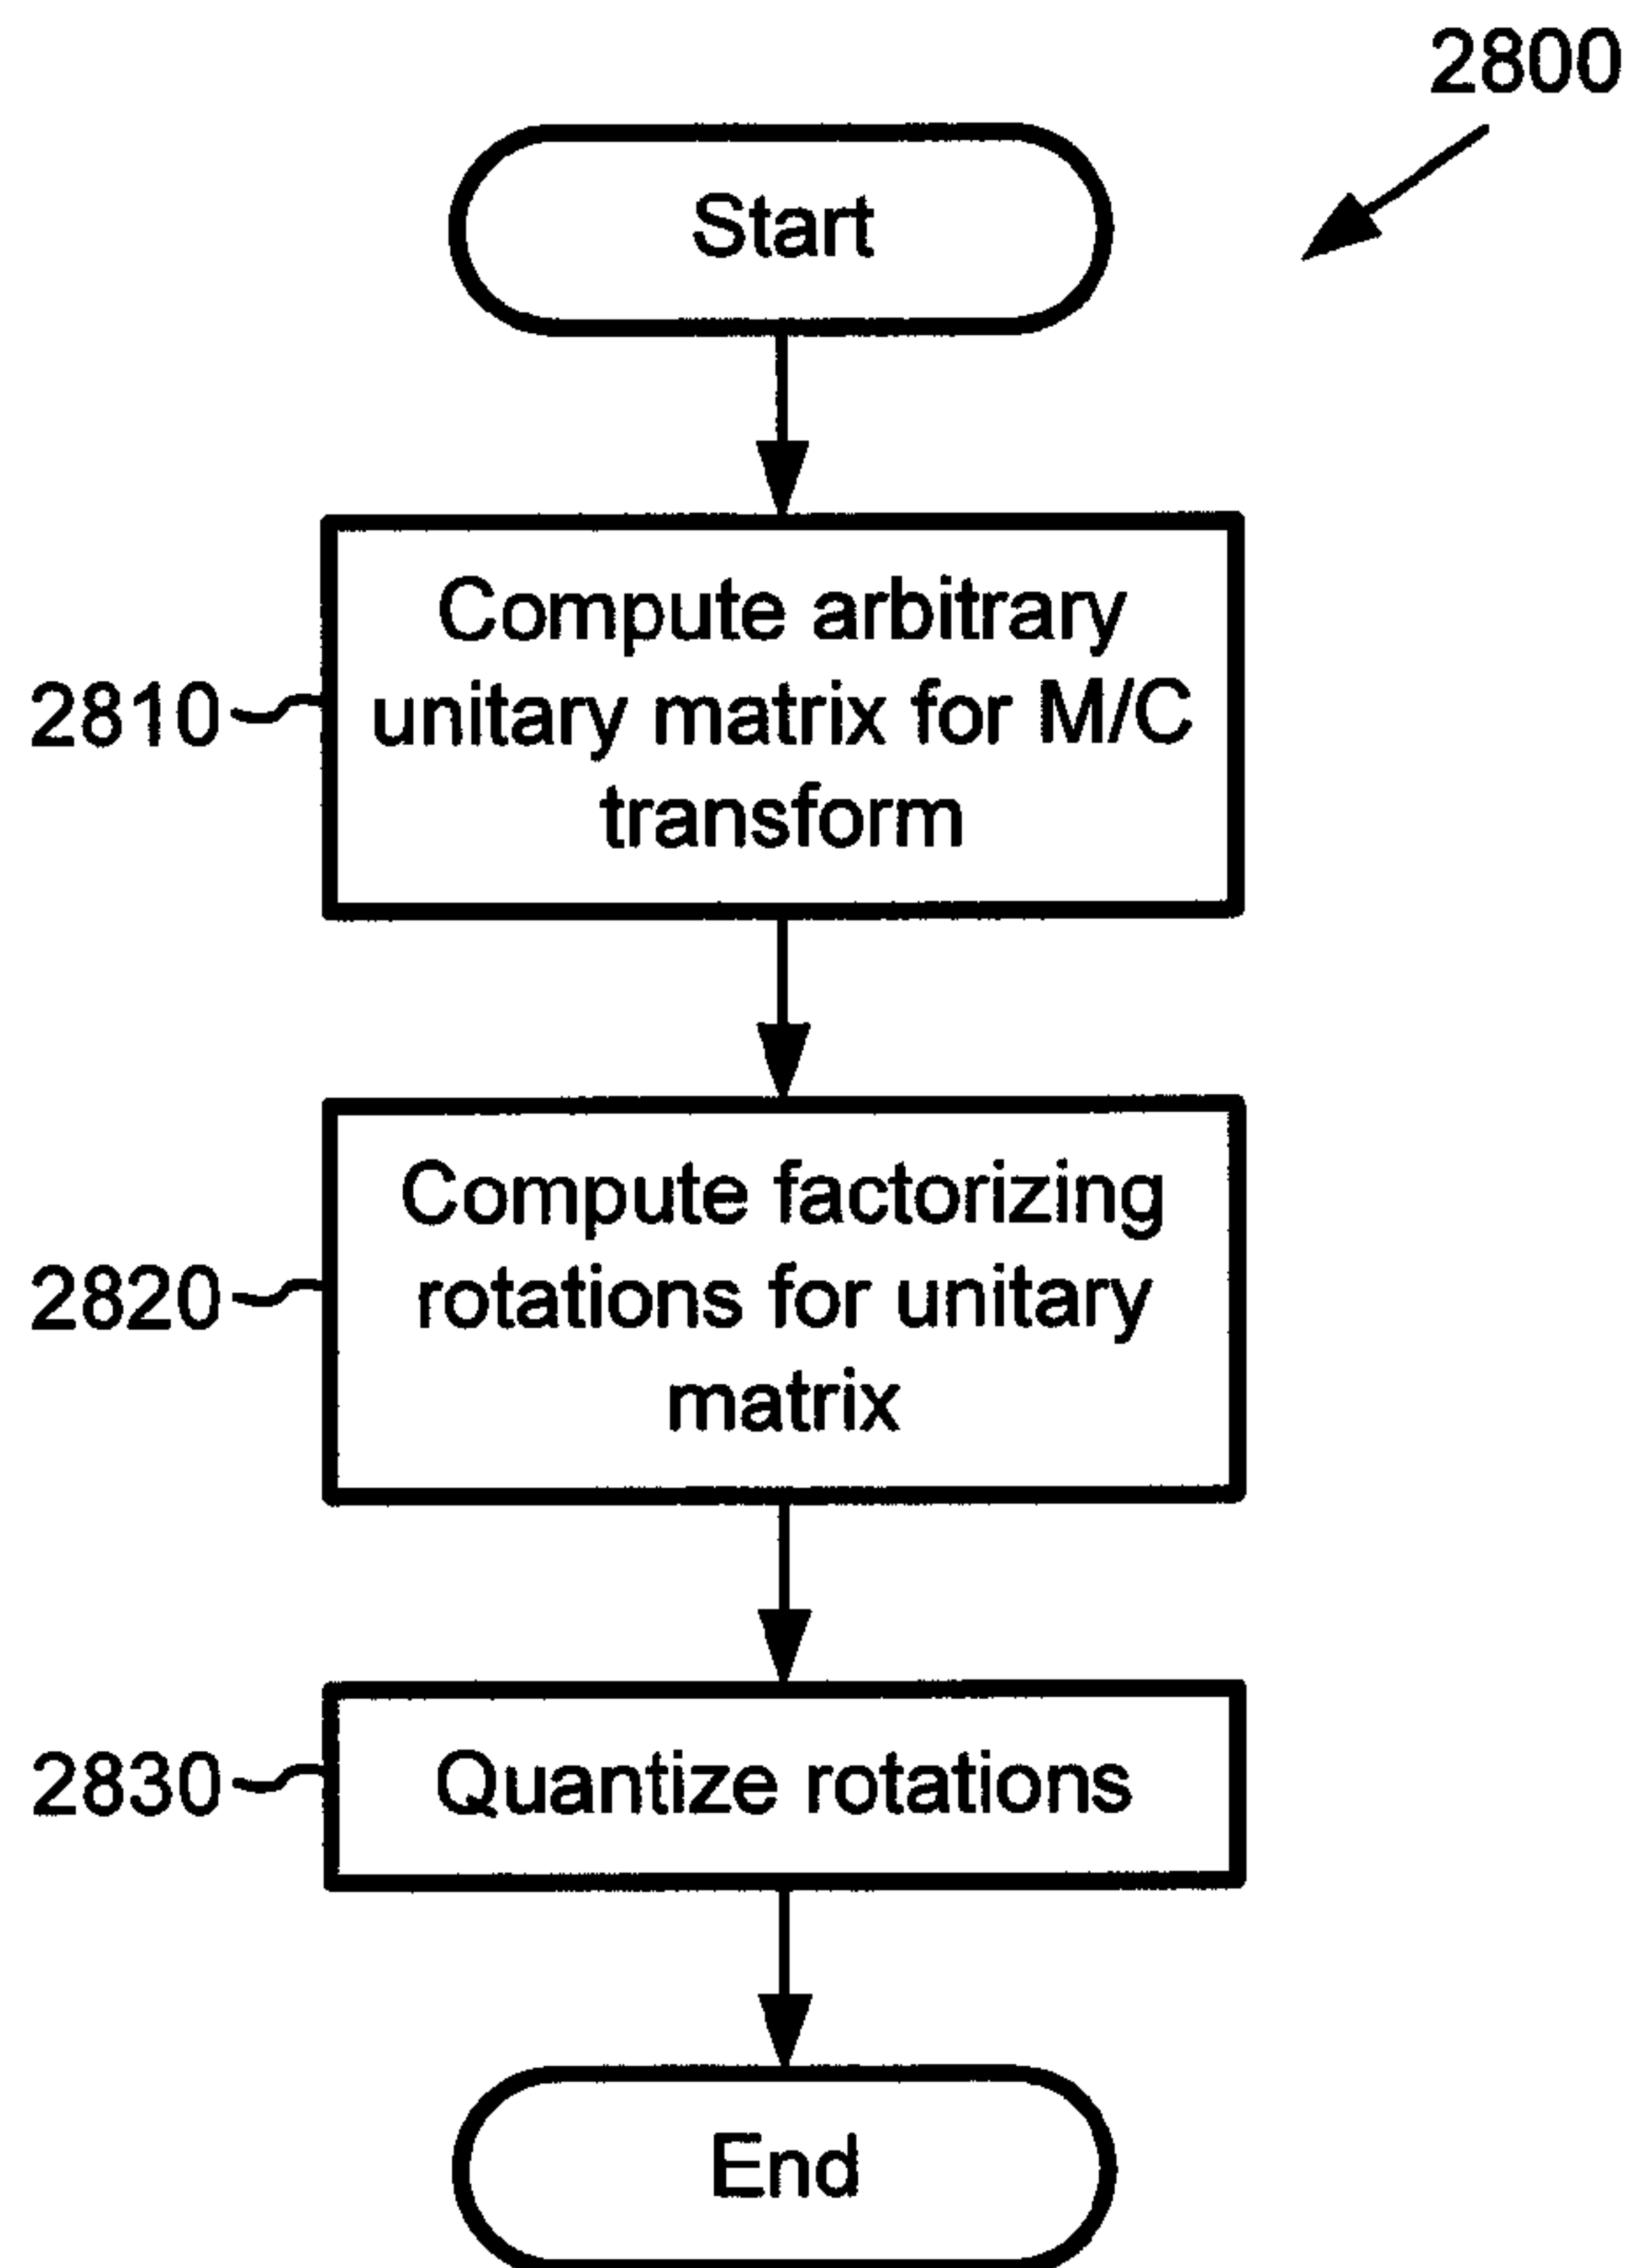 2800
Start
Compute arbitrary
unitary matrix for M/C
transform
2810
Compute factorizing
rotations for unitary
matrix
2820
Quantize rotations
2830
End